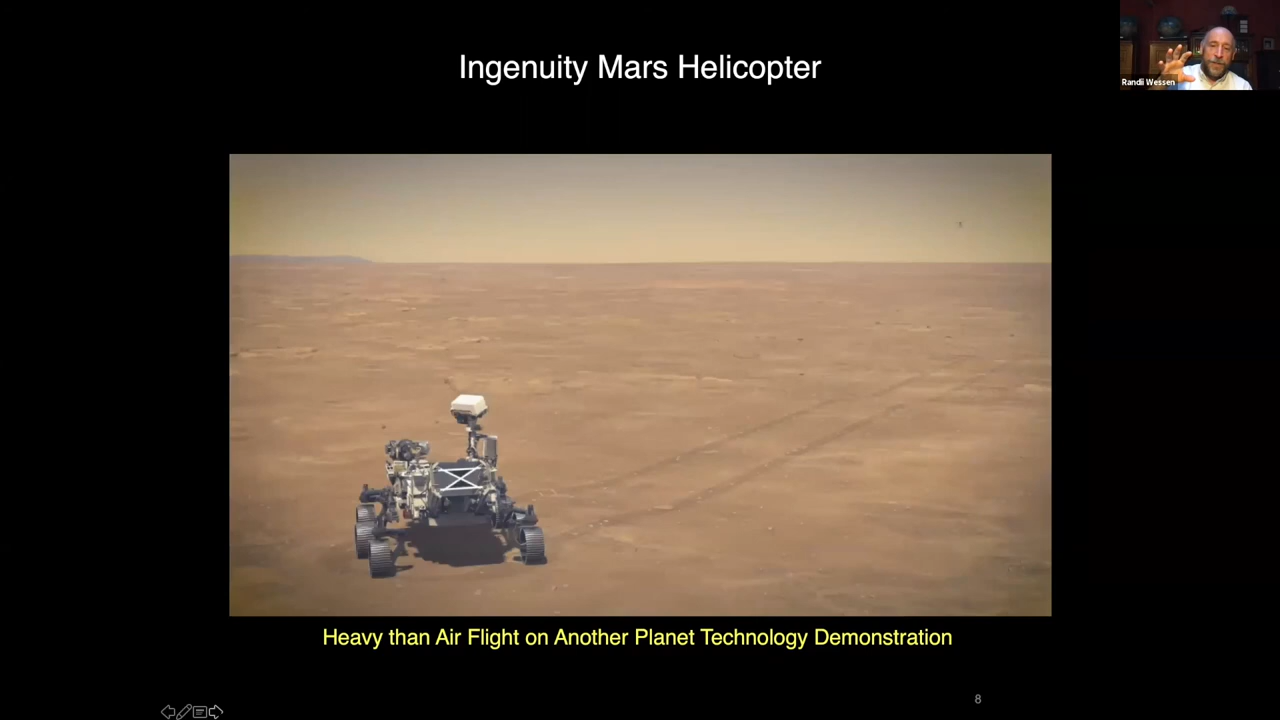 Ingenuity Mars Helicopter
Randii Wessen
Heavy than Air Flight on Another Planet Technology Demonstration
8